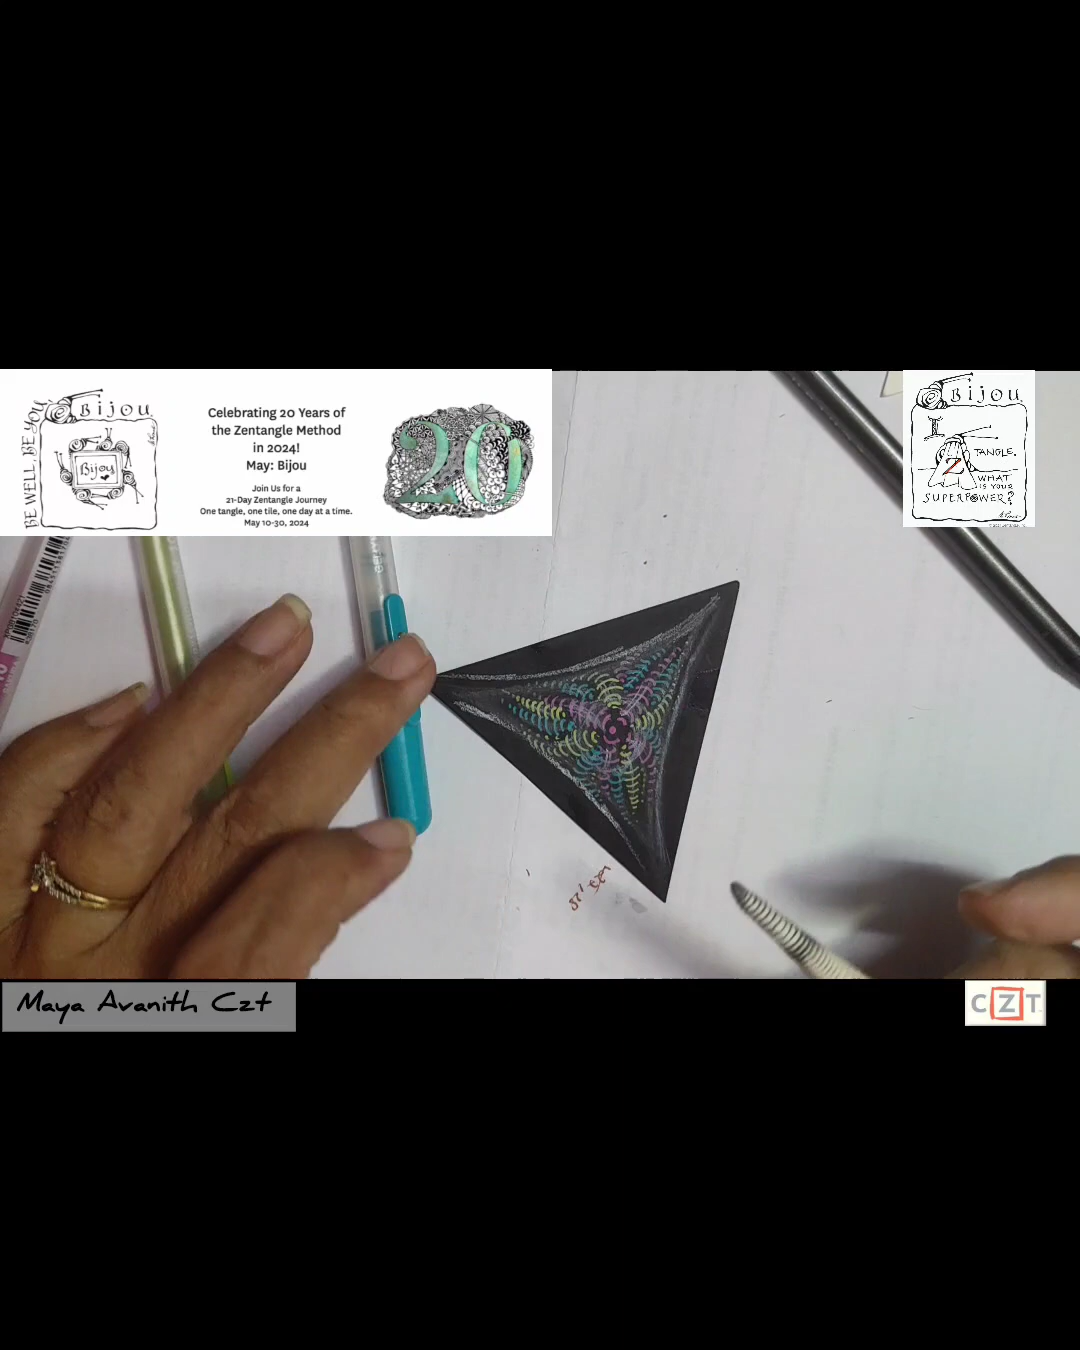 BE WELL, BE YOU,
Bijou
Bijou
Celebrating 20 Years of
the Zentangle Method
in 2024!
May: Bijou
Join Us for a
21-Day Zentangle Journey
One tangle, one tile, one day at a time.
May 10-30, 2024
20
Bijou
I
Z
TANGLE.
WHAT
IS YOUR
SUPERPOWER?
Maya Avanith Czt
CZT